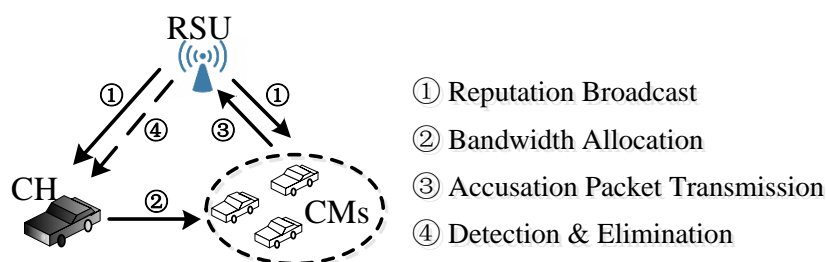 RSU
①
①
④
③
CH
②
CMs
① Reputation Broadcast
② Bandwidth Allocation
③ Accusation Packet Transmission
④ Detection & Elimination